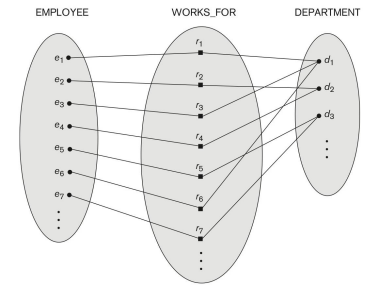 EMPLOYEE WORKS_FOR DEPARTMENT
e1 r1 d1
e2 r2 d2
e3 r3 d3
e4 r4
e5 r5
e6 r6
e7 r7